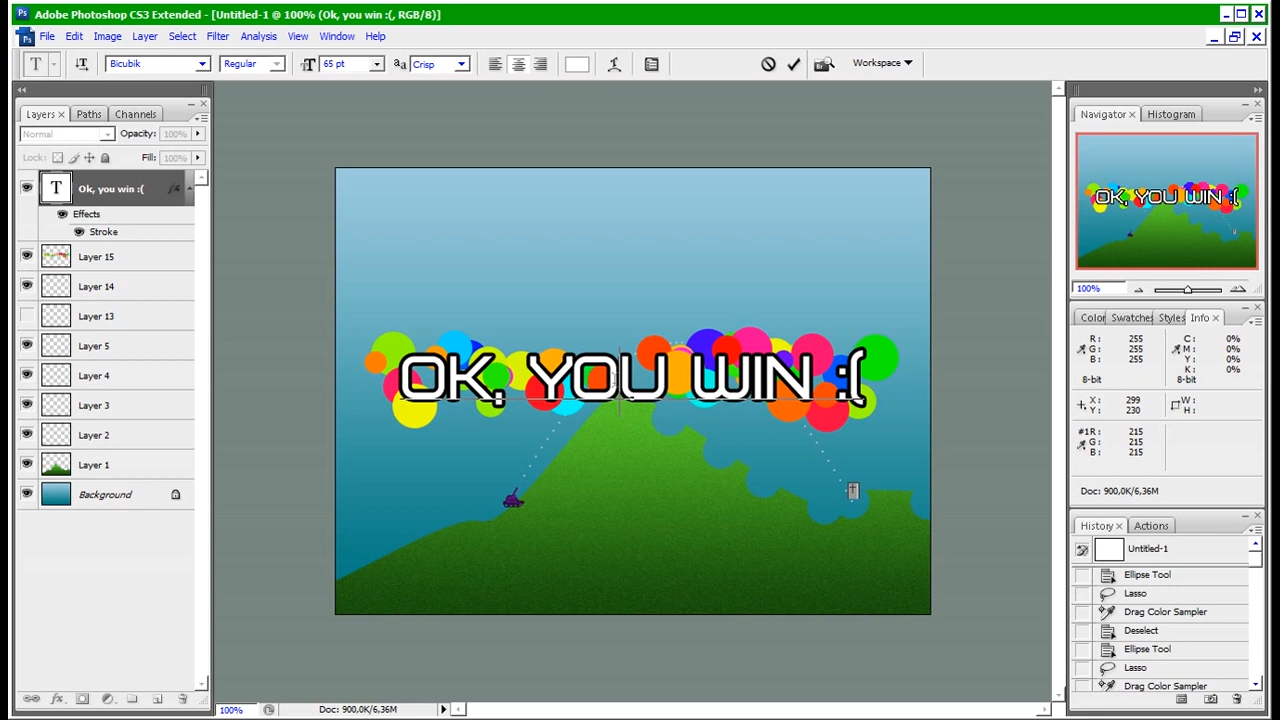 Adobe Photoshop CS3 Extended - [Untitled-1 @ 100% (Ok, you win :(, RGB/8)]
File Edit Image Layer Select Filter Analysis View Window Help
Bicubik Regular 65 pt Crisp Workspace
Layers Paths Channels
Normal Opacity: 100%
Lock: Fill: 100%
Ok, you win :(
Effects
Stroke
Layer 15
Layer 14
Layer 13
Layer 5
Layer 4
Layer 3
Layer 2
Layer 1
Background
OK, YOU WIN :(
Navigator Histogram
OK, YOU WIN :(
100%
Color Swatches Styles Info
R: 255 C: 0%
G: 255 M: 0%
B: 255 Y: 0%
K: 0%
8-bit 8-bit
X: 299 W:
Y: 230 H:
#1R: 215
G: 215
B: 215
Doc: 900,0K/6,36M
History Actions
Untitled-1
Ellipse Tool
Lasso
Drag Color Sampler
Deselect
Ellipse Tool
Lasso
Drag Color Sampler
100% Doc: 900,0K/6,36M